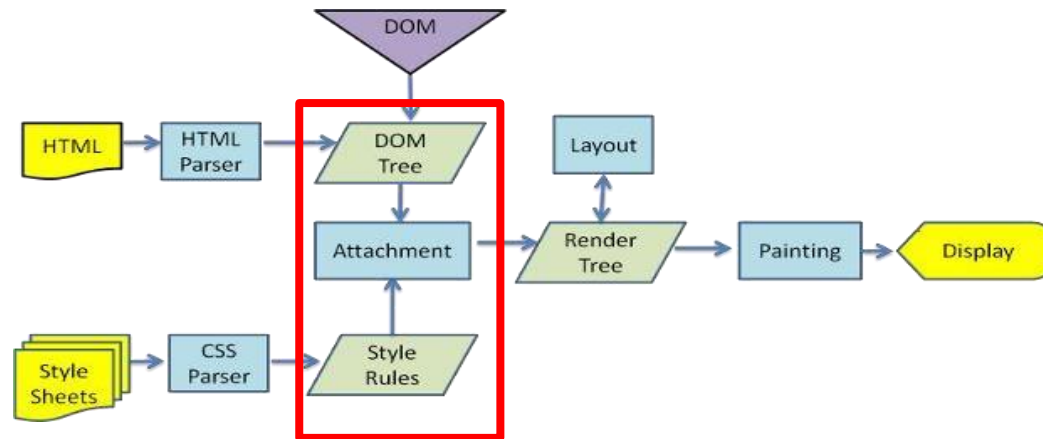 DOM
HTML
HTML
Parser
DOM
Tree
Layout
Attachment
Render
Tree
Painting
Display
Style
Sheets
CSS
Parser
Style
Rules